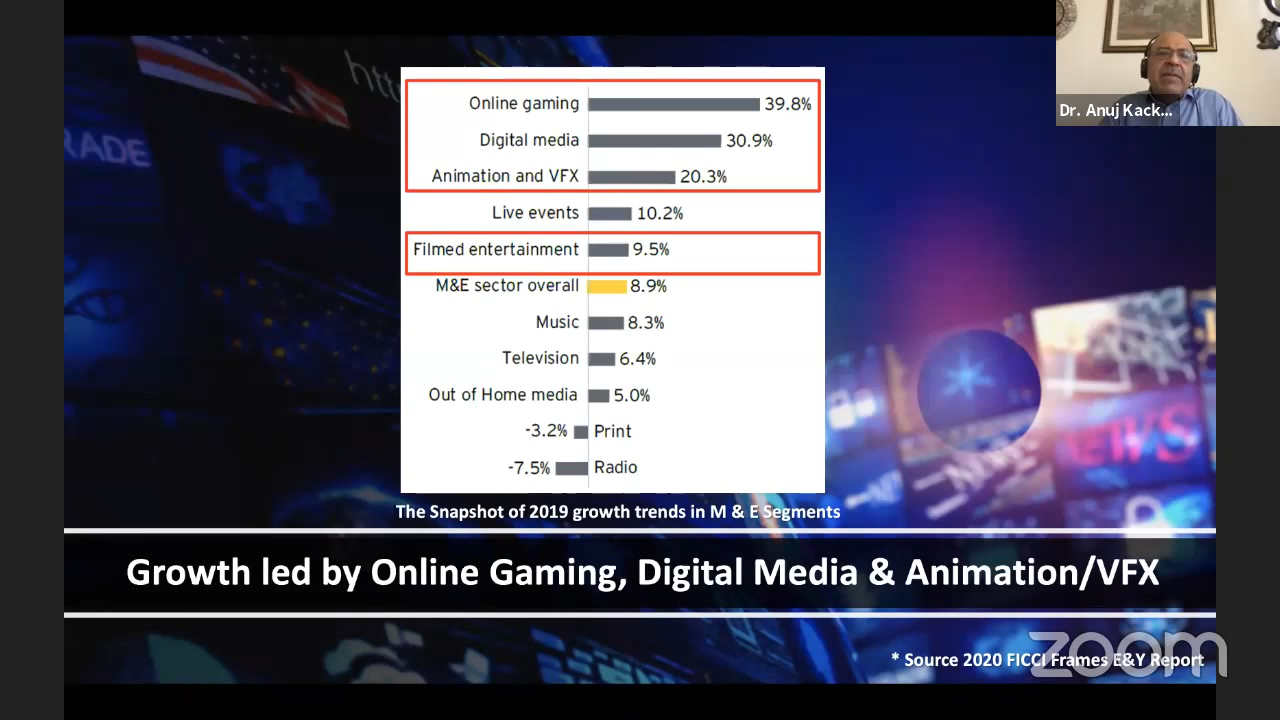 Dr. Anuj Kack...
htt
RADE
Online gaming 39.8%
Digital media 30.9%
Animation and VFX 20.3%
Live events 10.2%
Filmed entertainment 9.5%
M&E sector overall 8.9%
Music 8.3%
Television 6.4%
Out of Home media 5.0%
-3.2% Print
-7.5% Radio
NEWS
The Snapshot of 2019 growth trends in M & E Segments
Growth led by Online Gaming, Digital Media & Animation/VFX
* Source 2020 FICCI Frames E&Y Report
zoom